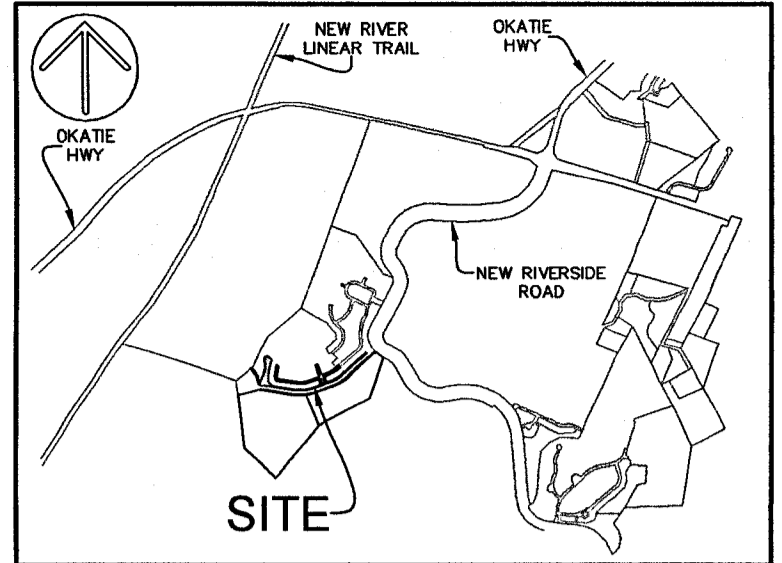 NEW RIVER
LINEAR TRAIL
OKATIE
HWY
OKATIE
HWY
NEW RIVERSIDE
ROAD
SITE